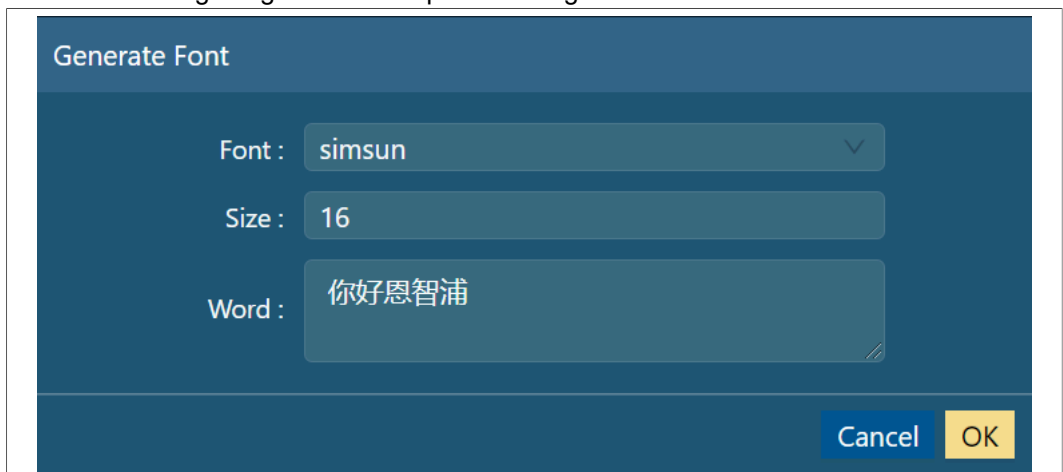 Generate Font
Font : simsun
Size : 16
Word : 你好恩智浦
Cancel OK